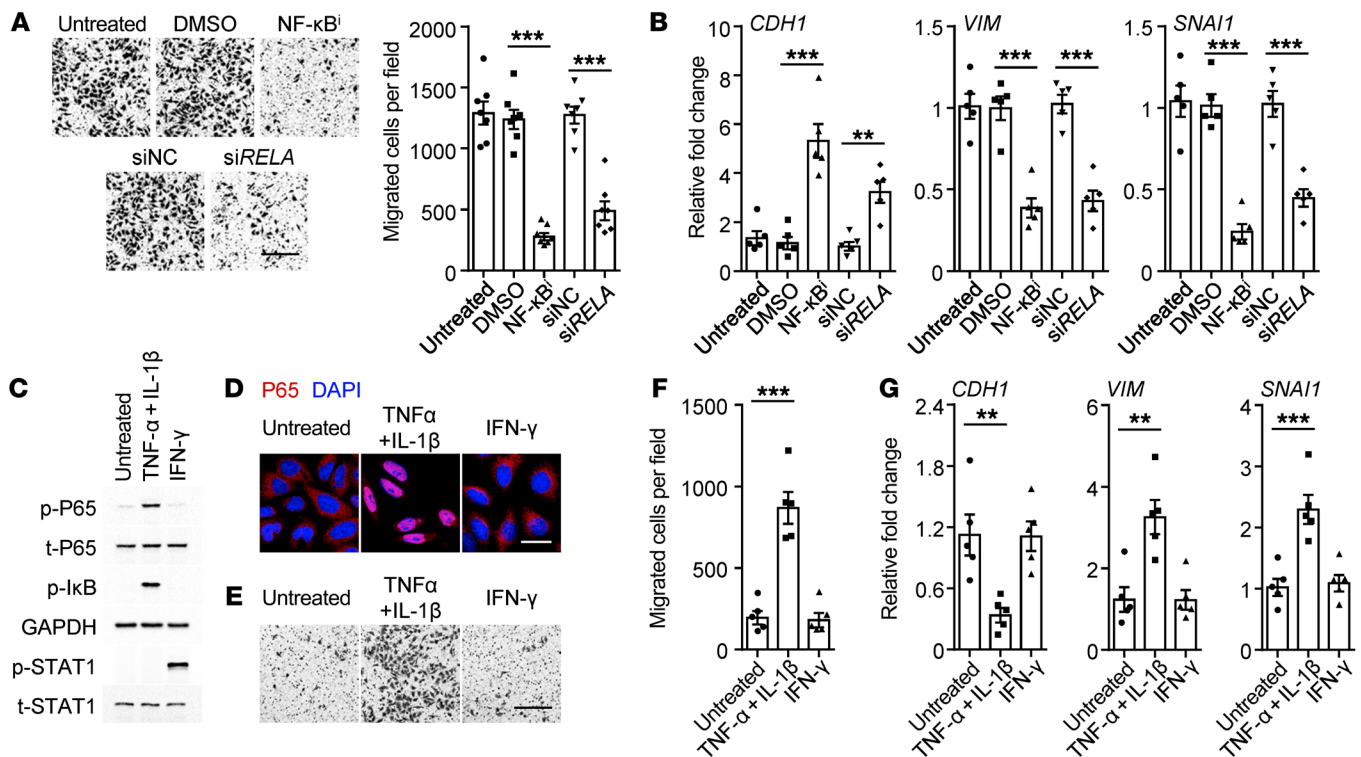 A
Untreated DMSO NF-κBⁱ
siNC siRELA
Migrated cells per field
2000
1500
1000
500
0
*** ***
Untreated
DMSO
NF-κBⁱ
siNC
siRELA
B
Relative fold change
CDH1
10
8
6
4
2
0
*** **
Untreated
DMSO
NF-κBⁱ
siNC
siRELA
VIM
1.5
1
0.5
0
*** ***
Untreated
DMSO
NF-κBⁱ
siNC
siRELA
SNAI1
1.5
1
0.5
0
*** ***
Untreated
DMSO
NF-κBⁱ
siNC
siRELA
C
Untreated
TNF-α + IL-1β
IFN-γ
p-P65
t-P65
p-IκB
GAPDH
p-STAT1
t-STAT1
D
P65 DAPI
Untreated TNFα +IL-1β IFN-γ
E
Untreated TNFα +IL-1β IFN-γ
F
Migrated cells per field
1500
1000
500
0
***
Untreated
TNF-α + IL-1β
IFN-γ
G
Relative fold change
CDH1
2.4
1.8
1.2
0.6
0
**
Untreated
TNF-α + IL-1β
IFN-γ
VIM
6
4
2
0
**
Untreated
TNF-α + IL-1β
IFN-γ
SNAI1
4
3
2
1
0
***
Untreated
TNF-α + IL-1β
IFN-γ